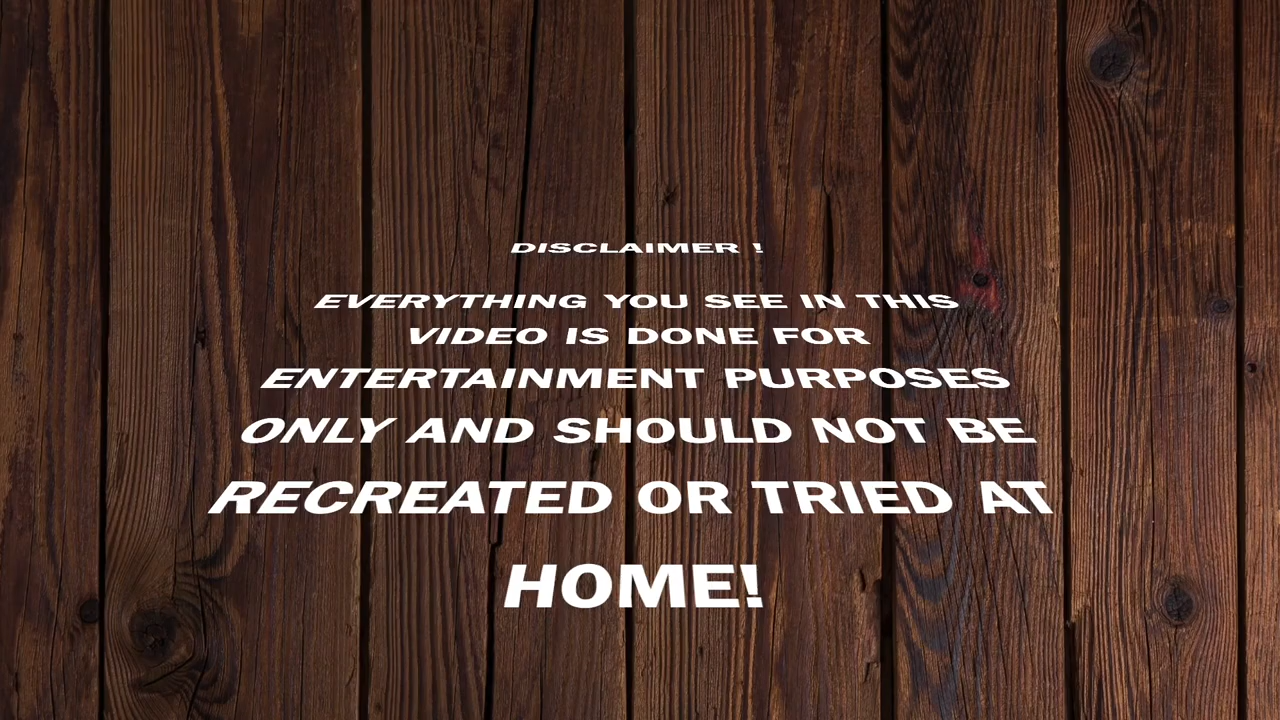 DISCLAIMER !
EVERYTHING YOU SEE IN THIS
VIDEO IS DONE FOR
ENTERTAINMENT PURPOSES
ONLY AND SHOULD NOT BE
RECREATED OR TRIED AT
HOME!